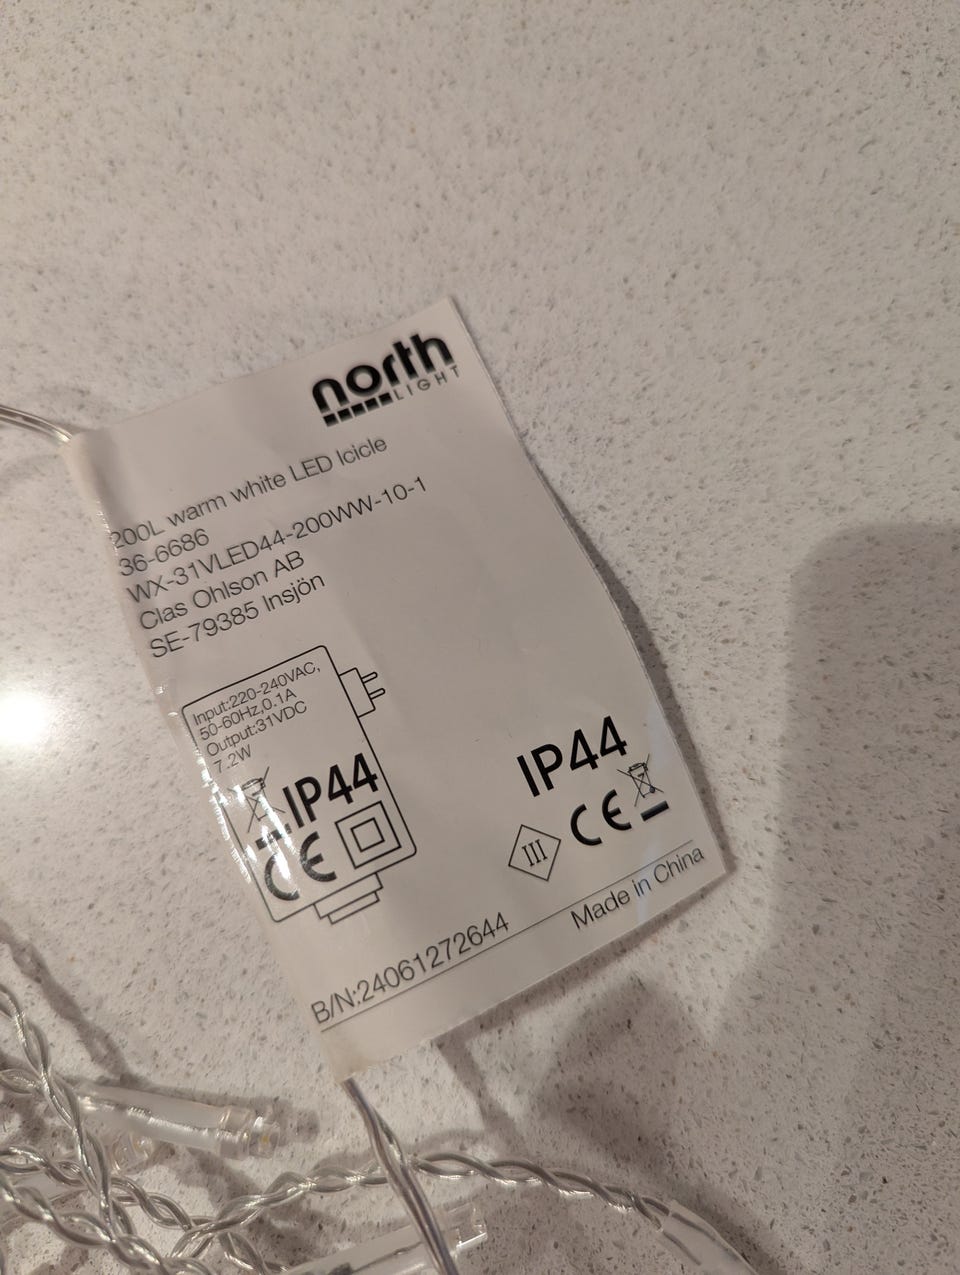 north
LIGHT
200L warm white LED Icicle
36-6686
WX-31VLED44-200WW-10-1
Clas Ohlson AB
SE-79385 Insjön
Input:220-240VAC,
50-60Hz,0.1A
Output:31VDC
7.2W
IP44
CE
IP44
III
CE
B/N:24061272644
Made in China